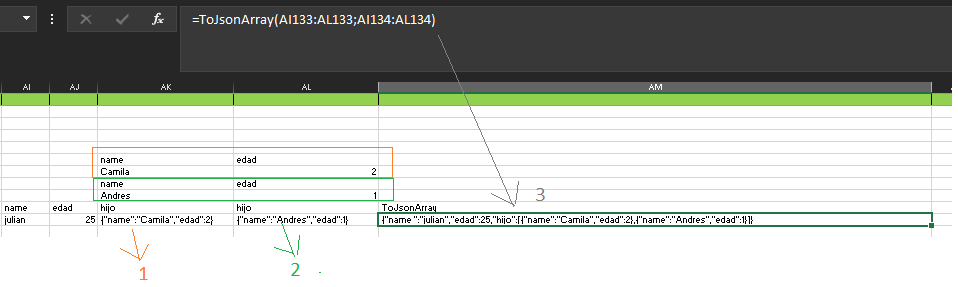 fx =ToJsonArray(AI133:AL133;AI134:AL134)
AI AJ AK AL AM
name edad
Camila 2
name edad
Andres 1
3
name edad hijo hijo ToJsonArray
julian 25 {"name":"Camila","edad":2} {"name":"Andres","edad":1} {"name ":"julian","edad":25,"hijo":[{"name":"Camila","edad":2},{"name":"Andres","edad":1}]}
1 2